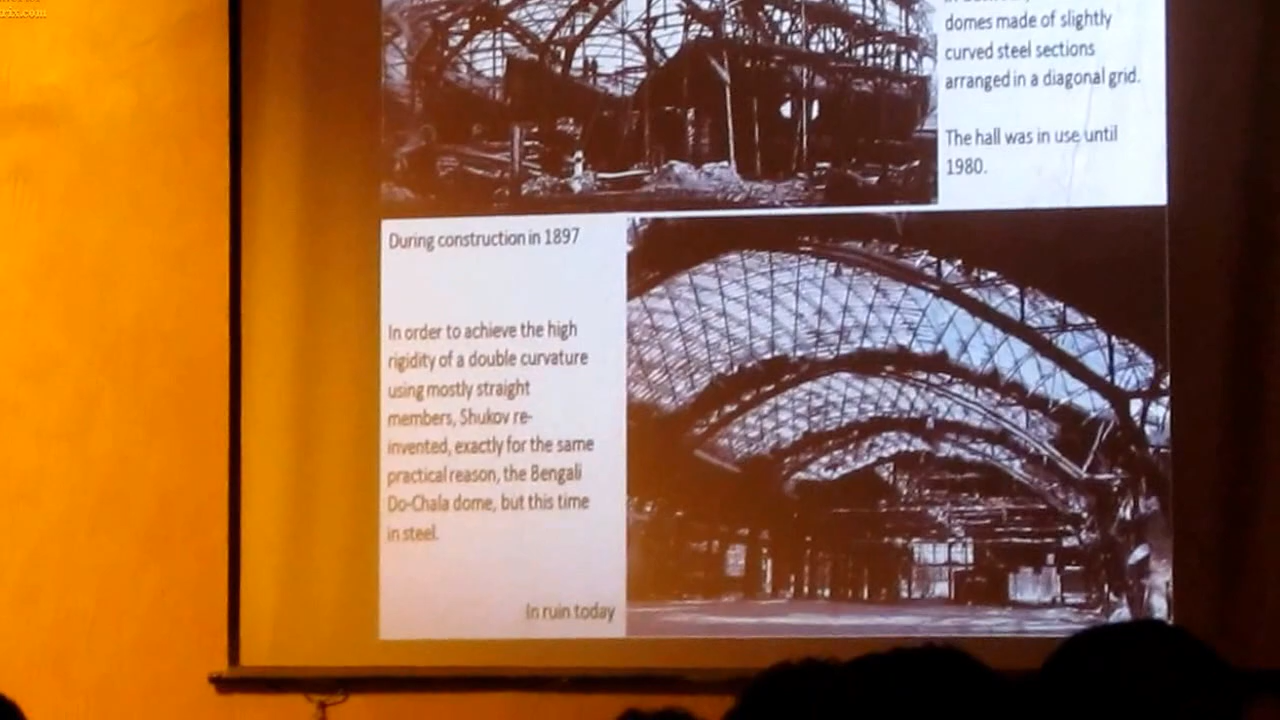 rix.com
domes made of slightly
curved steel sections
arranged in a diagonal grid.
The hall was in use until
1980.
During construction in 1897
In order to achieve the high
rigidity of a double curvature
using mostly straight
members, Shukov re-
invented, exactly for the same
practical reason, the Bengali
Do-Chala dome, but this time
in steel.
In ruin today